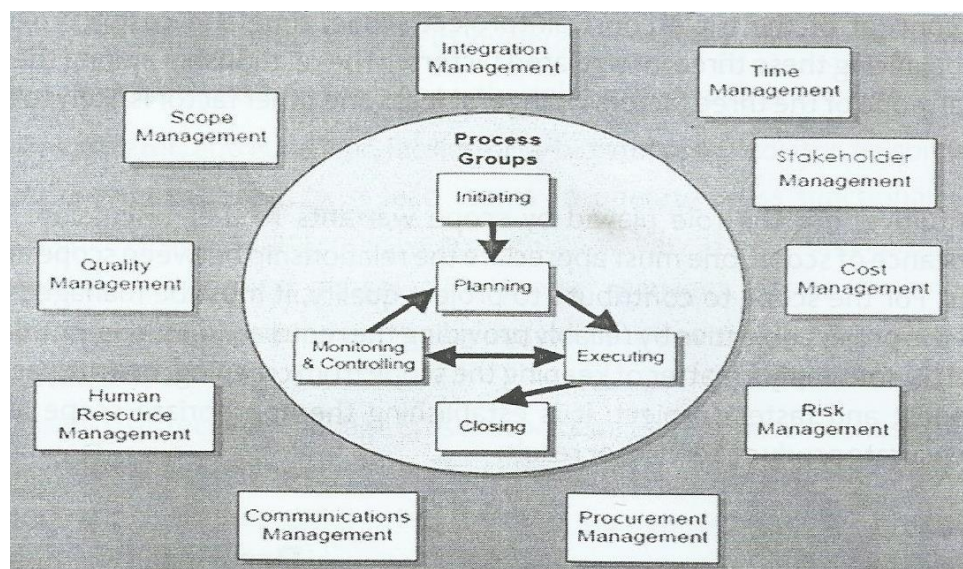 Integration
Management
Time
Management
Scope
Management
Process
Groups
Stakeholder
Management
Initiating
Quality
Management
Planning
Cost
Management
Monitoring
& Controlling
Executing
Human
Resource
Management
Closing
Risk
Management
Communications
Management
Procurement
Management